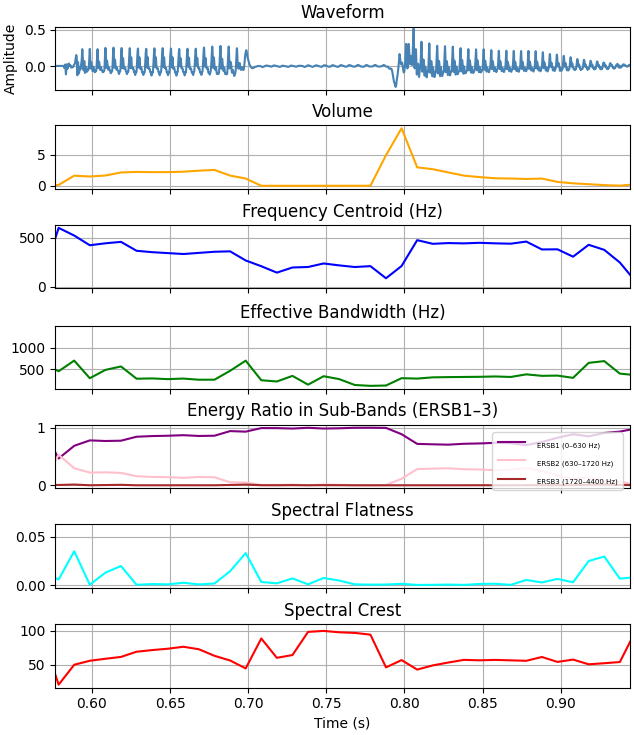 Waveform
Amplitude
0.5
0.0
Volume
5
0
Frequency Centroid (Hz)
500
0
Effective Bandwidth (Hz)
1000
500
Energy Ratio in Sub-Bands (ERSB1–3)
1
0
ERSB1 (0–630 Hz)
ERSB2 (630–1720 Hz)
ERSB3 (1720–4400 Hz)
Spectral Flatness
0.05
0.00
Spectral Crest
100
50
0.60 0.65 0.70 0.75 0.80 0.85 0.90
Time (s)